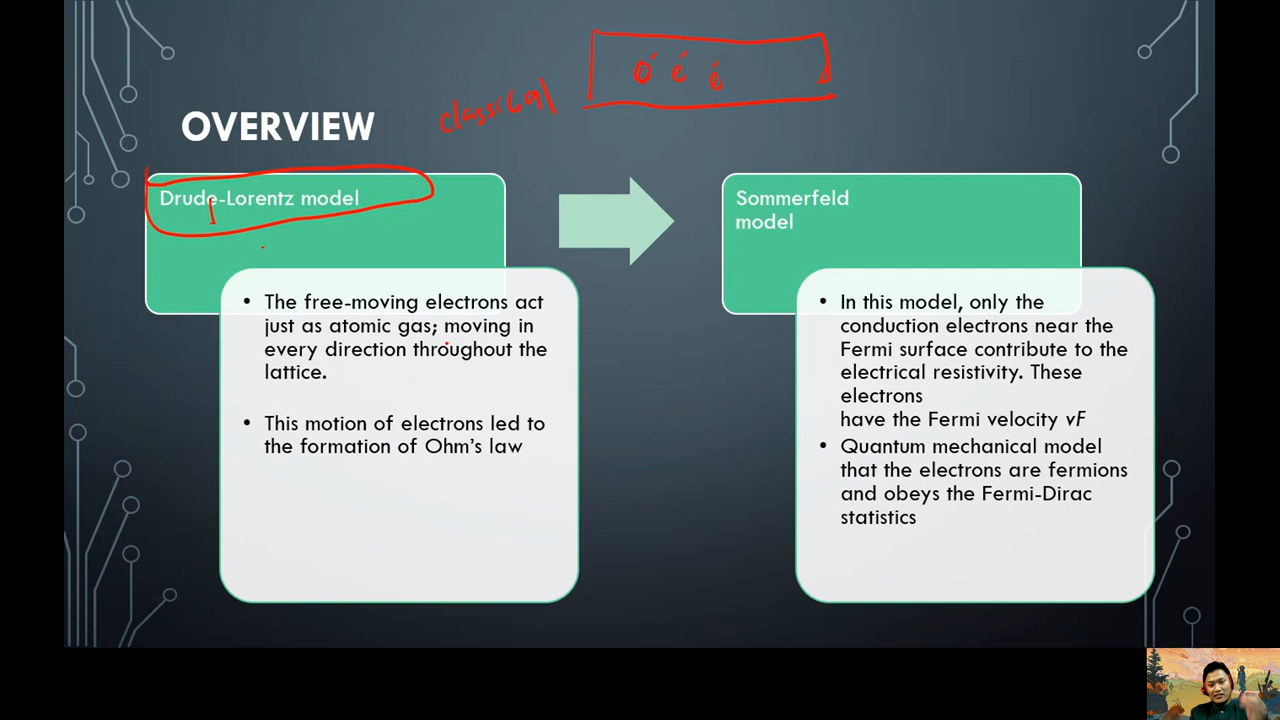 classical
é é é
OVERVIEW
Drude-Lorentz model
• The free-moving electrons act
just as atomic gas; moving in
every direction throughout the
lattice.
• This motion of electrons led to
the formation of Ohm's law
Sommerfeld
model
• In this model, only the
conduction electrons near the
Fermi surface contribute to the
electrical resistivity. These
electrons
have the Fermi velocity vF
• Quantum mechanical model
that the electrons are fermions
and obeys the Fermi-Dirac
statistics